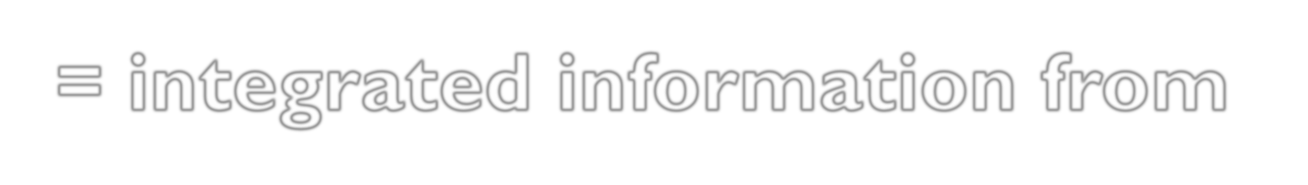 = integrated information from